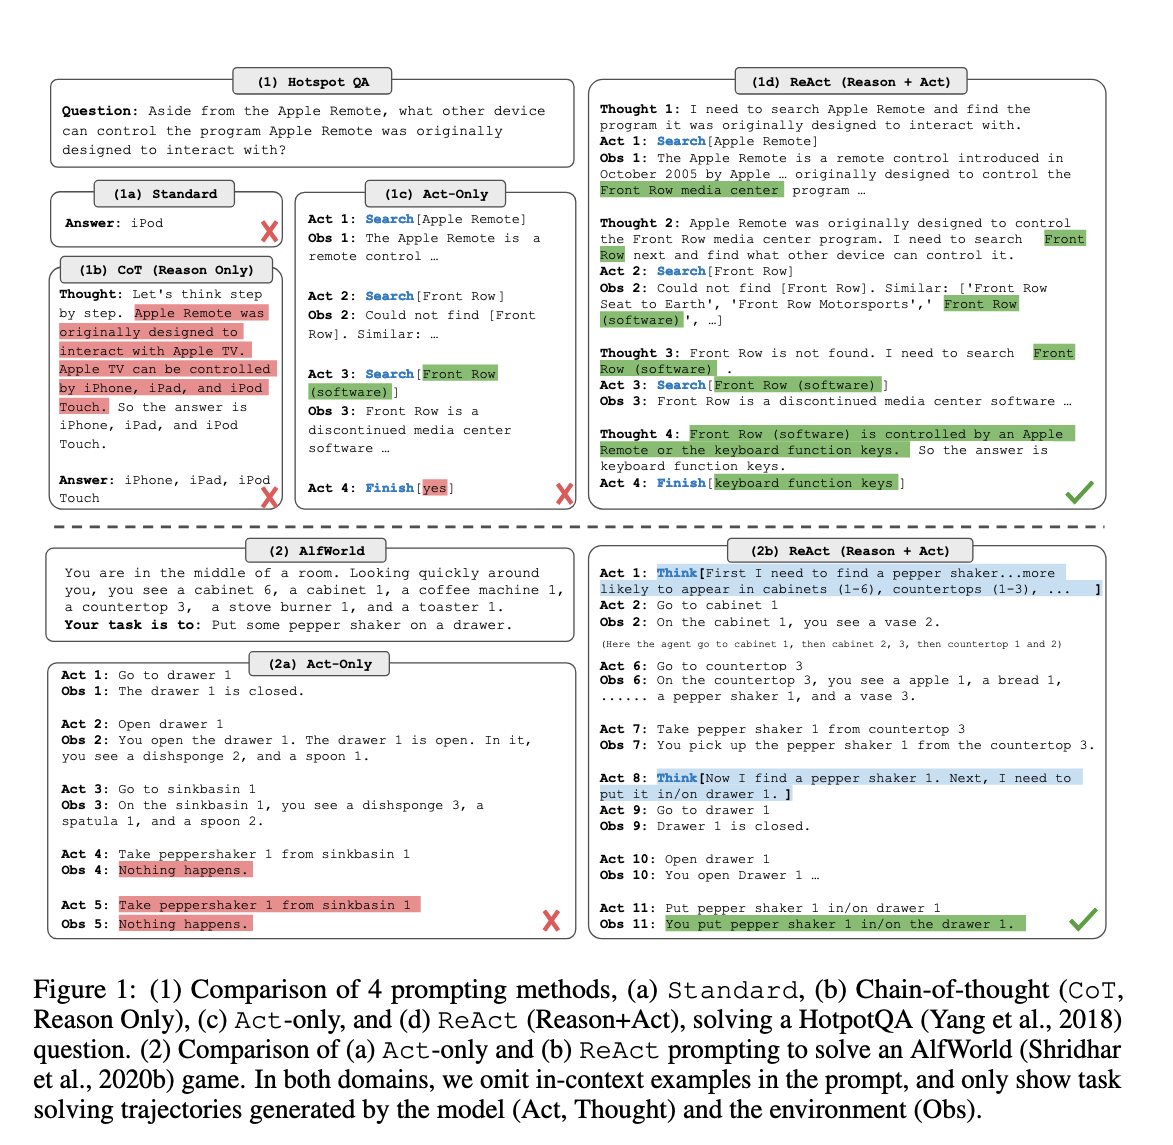 (1) Hotspot QA
Question: Aside from the Apple Remote, what other device
can control the program Apple Remote was originally
designed to interact with?
(1a) Standard
Answer: iPod
(1b) CoT (Reason Only)
Thought: Let's think step
by step. Apple Remote was
originally designed to
interact with Apple TV.
Apple TV can be controlled
by iPhone, iPad, and iPod
Touch. So the answer is
iPhone, iPad, and iPod
Touch.
Answer: iPhone, iPad, iPod
Touch
(1c) Act-Only
Act 1: Search[Apple Remote]
Obs 1: The Apple Remote is a
remote control …
Act 2: Search[Front Row]
Obs 2: Could not find [Front
Row]. Similar: …
Act 3: Search[Front Row
(software)]
Obs 3: Front Row is a
discontinued media center
software …
Act 4: Finish[yes]
(1d) ReAct (Reason + Act)
Thought 1: I need to search Apple Remote and find the
program it was originally designed to interact with.
Act 1: Search[Apple Remote]
Obs 1: The Apple Remote is a remote control introduced in
October 2005 by Apple … originally designed to control the
Front Row media center program …
Thought 2: Apple Remote was originally designed to control
the Front Row media center program. I need to search Front
Row next and find what other device can control it.
Act 2: Search[Front Row]
Obs 2: Could not find [Front Row]. Similar: ['Front Row
Seat to Earth', 'Front Row Motorsports',' Front Row
(software)', …]
Thought 3: Front Row is not found. I need to search Front
Row (software) .
Act 3: Search[Front Row (software)]
Obs 3: Front Row is a discontinued media center software …
Thought 4: Front Row (software) is controlled by an Apple
Remote or the keyboard function keys. So the answer is
keyboard function keys.
Act 4: Finish[keyboard function keys]
(2) AlfWorld
You are in the middle of a room. Looking quickly around
you, you see a cabinet 6, a cabinet 1, a coffee machine 1,
a countertop 3, a stove burner 1, and a toaster 1.
Your task is to: Put some pepper shaker on a drawer.
(2a) Act-Only
Act 1: Go to drawer 1
Obs 1: The drawer 1 is closed.
Act 2: Open drawer 1
Obs 2: You open the drawer 1. The drawer 1 is open. In it,
you see a dishsponge 2, and a spoon 1.
Act 3: Go to sinkbasin 1
Obs 3: On the sinkbasin 1, you see a dishsponge 3, a
spatula 1, and a spoon 2.
Act 4: Take peppershaker 1 from sinkbasin 1
Obs 4: Nothing happens.
Act 5: Take peppershaker 1 from sinkbasin 1
Obs 5: Nothing happens.
(2b) ReAct (Reason + Act)
Act 1: Think[First I need to find a pepper shaker...more
likely to appear in cabinets (1-6), countertops (1-3), ... ]
Act 2: Go to cabinet 1
Obs 2: On the cabinet 1, you see a vase 2.
(Here the agent go to cabinet 1, then cabinet 2, 3, then countertop 1 and 2)
Act 6: Go to countertop 3
Obs 6: On the countertop 3, you see a apple 1, a bread 1,
...... a pepper shaker 1, and a vase 3.
Act 7: Take pepper shaker 1 from countertop 3
Obs 7: You pick up the pepper shaker 1 from the countertop 3.
Act 8: Think[Now I find a pepper shaker 1. Next, I need to
put it in/on drawer 1. ]
Act 9: Go to drawer 1
Obs 9: Drawer 1 is closed.
Act 10: Open drawer 1
Obs 10: You open Drawer 1 …
Act 11: Put pepper shaker 1 in/on drawer 1
Obs 11: You put pepper shaker 1 in/on the drawer 1.
Figure 1: (1) Comparison of 4 prompting methods, (a) Standard, (b) Chain-of-thought (CoT,
Reason Only), (c) Act-only, and (d) ReAct (Reason+Act), solving a HotpotQA (Yang et al., 2018)
question. (2) Comparison of (a) Act-only and (b) ReAct prompting to solve an AlfWorld (Shridhar
et al., 2020b) game. In both domains, we omit in-context examples in the prompt, and only show task
solving trajectories generated by the model (Act, Thought) and the environment (Obs).